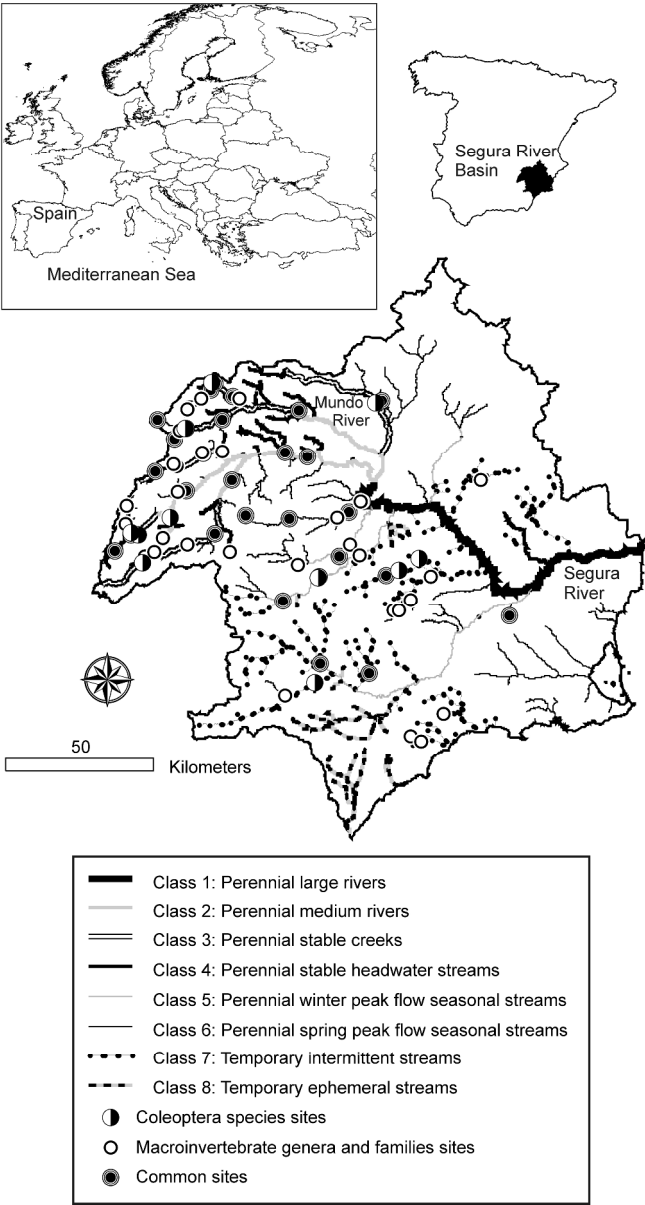 Spain
Mediterranean Sea
Segura River
Basin
Mundo
River
Segura
River
50
Kilometers
Class 1: Perennial large rivers
Class 2: Perennial medium rivers
Class 3: Perennial stable creeks
Class 4: Perennial stable headwater streams
Class 5: Perennial winter peak flow seasonal streams
Class 6: Perennial spring peak flow seasonal streams
Class 7: Temporary intermittent streams
Class 8: Temporary ephemeral streams
Coleoptera species sites
Macroinvertebrate genera and families sites
Common sites